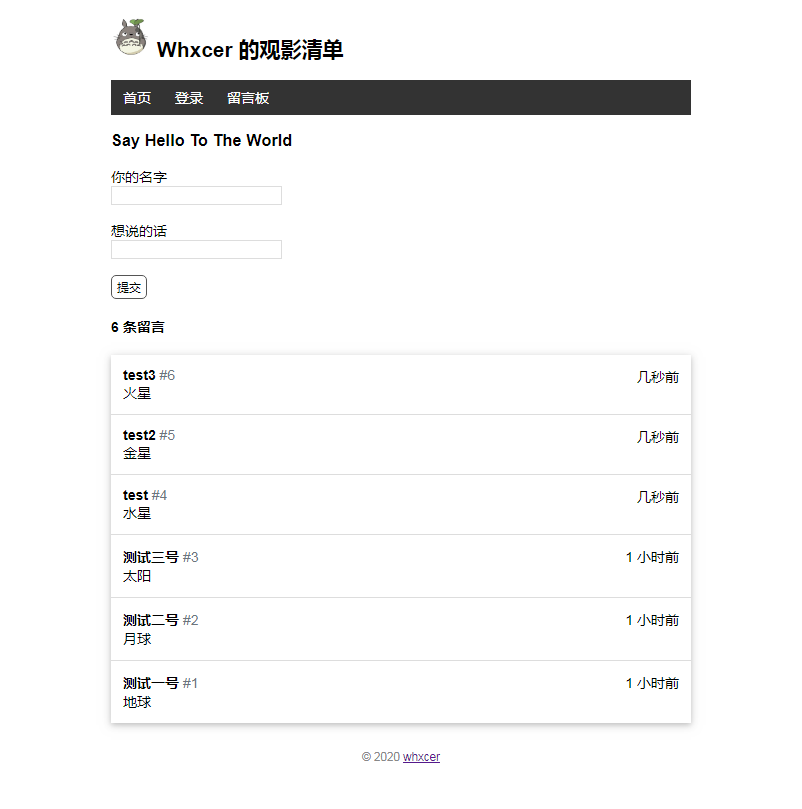 Whxcer 的观影清单
首页 登录 留言板
Say Hello To The World
你的名字
想说的话
提交
6 条留言
test3 #6 几秒前
火星
test2 #5 几秒前
金星
test #4 几秒前
水星
测试三号 #3 1 小时前
太阳
测试二号 #2 1 小时前
月球
测试一号 #1 1 小时前
地球
© 2020 whxcer